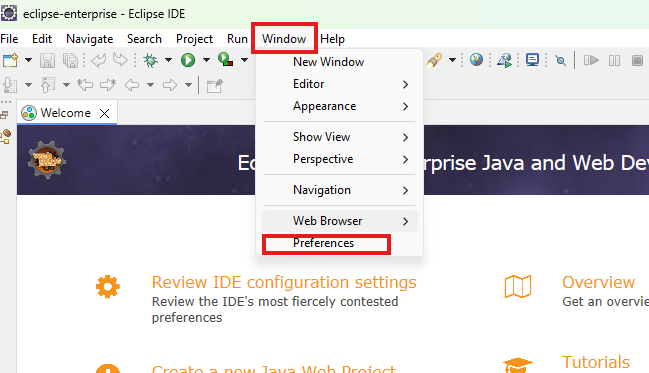 eclipse-enterprise - Eclipse IDE
File Edit Navigate Search Project Run Window Help
New Window
Editor
Appearance
Show View
Perspective
Navigation
Web Browser
Preferences
Welcome
Ec erprise Java and Web Dev
Review IDE configuration settings
Review the IDE's most fiercely contested
preferences
Overview
Get an overvie
Create a new Java Web Project
Tutorials